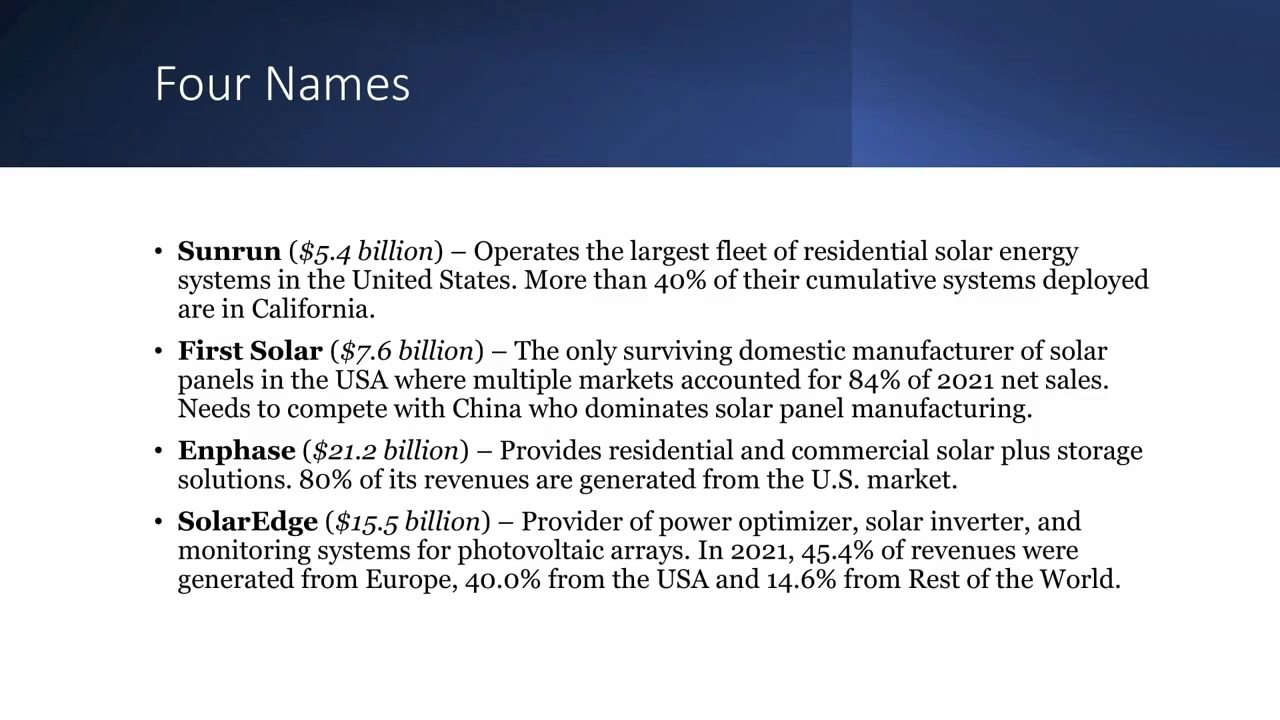 Four Names
• Sunrun ($5.4 billion) – Operates the largest fleet of residential solar energy
systems in the United States. More than 40% of their cumulative systems deployed
are in California.
• First Solar ($7.6 billion) – The only surviving domestic manufacturer of solar
panels in the USA where multiple markets accounted for 84% of 2021 net sales.
Needs to compete with China who dominates solar panel manufacturing.
• Enphase ($21.2 billion) – Provides residential and commercial solar plus storage
solutions. 80% of its revenues are generated from the U.S. market.
• SolarEdge ($15.5 billion) – Provider of power optimizer, solar inverter, and
monitoring systems for photovoltaic arrays. In 2021, 45.4% of revenues were
generated from Europe, 40.0% from the USA and 14.6% from Rest of the World.